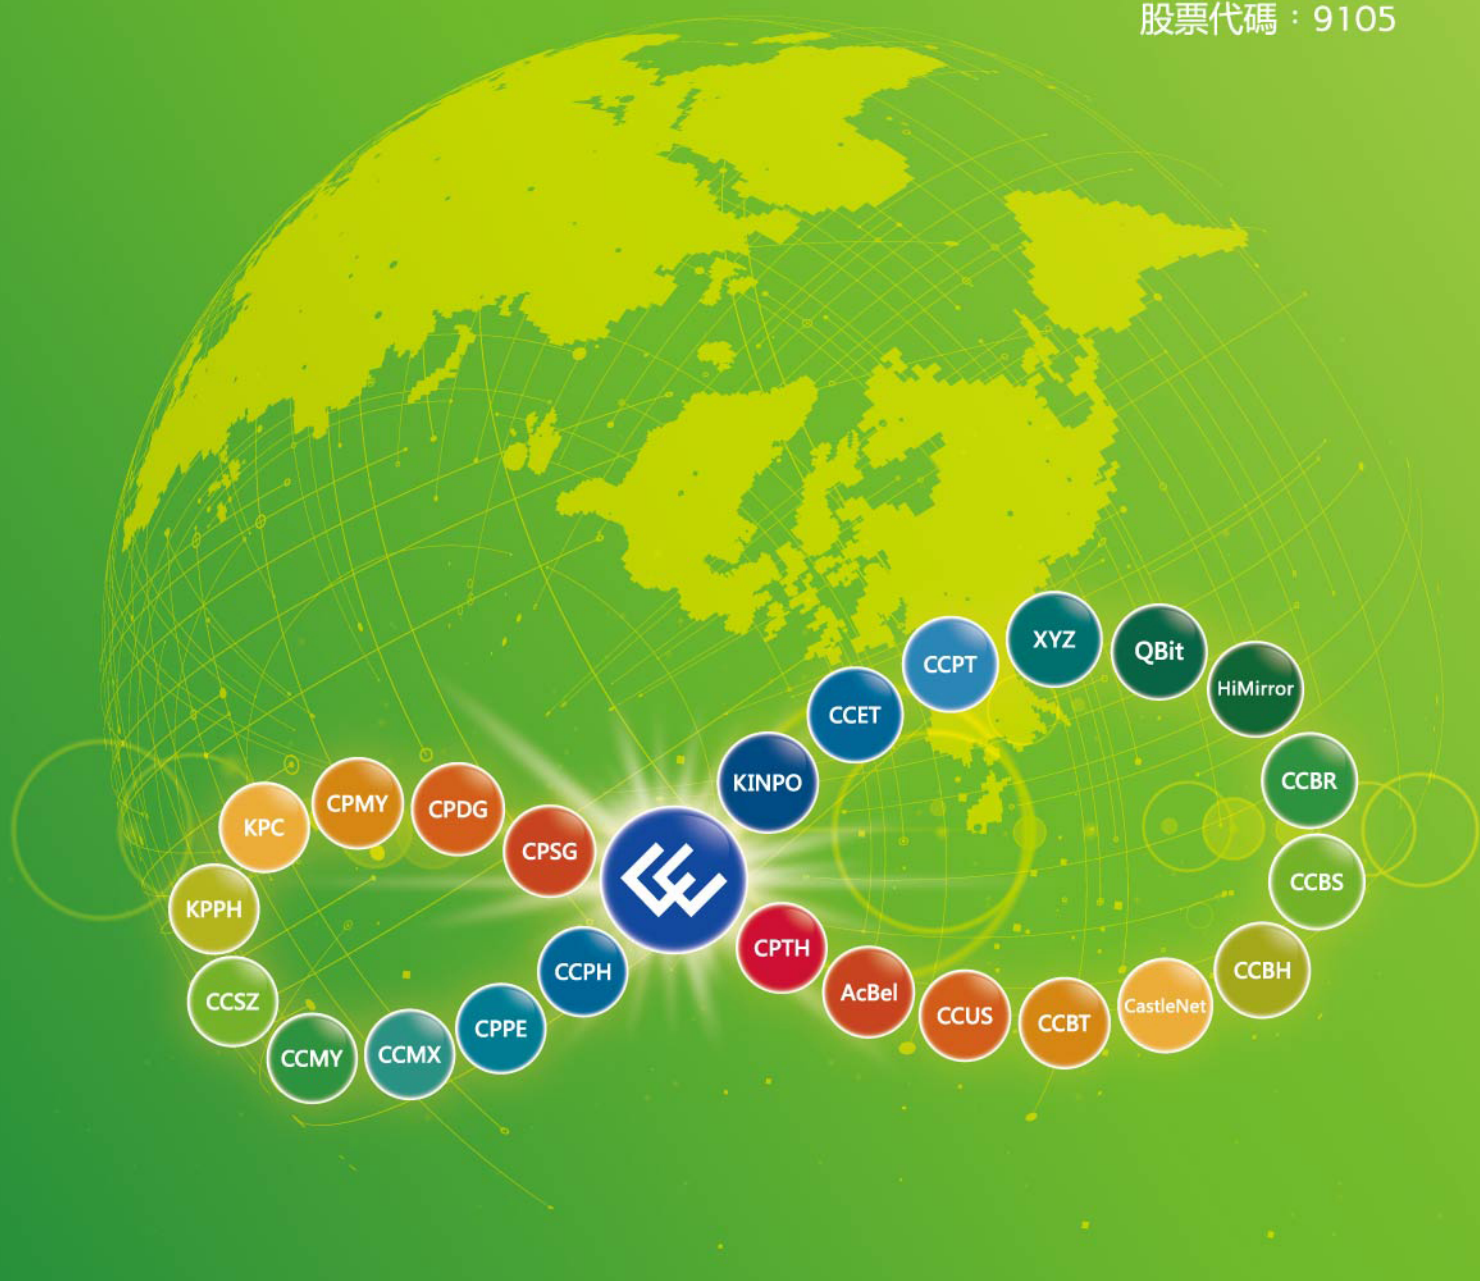 股票代碼：9105
XYZ
QBit
CCPT
HiMirror
CCET
KINPO
CCBR
CPMY
CPDG
KPC
CPSG
CCBS
KPPH
CPTH
CCPH
CCBH
AcBel
CCSZ
CastleNet
CCUS
CCBT
CPPE
CCMX
CCMY